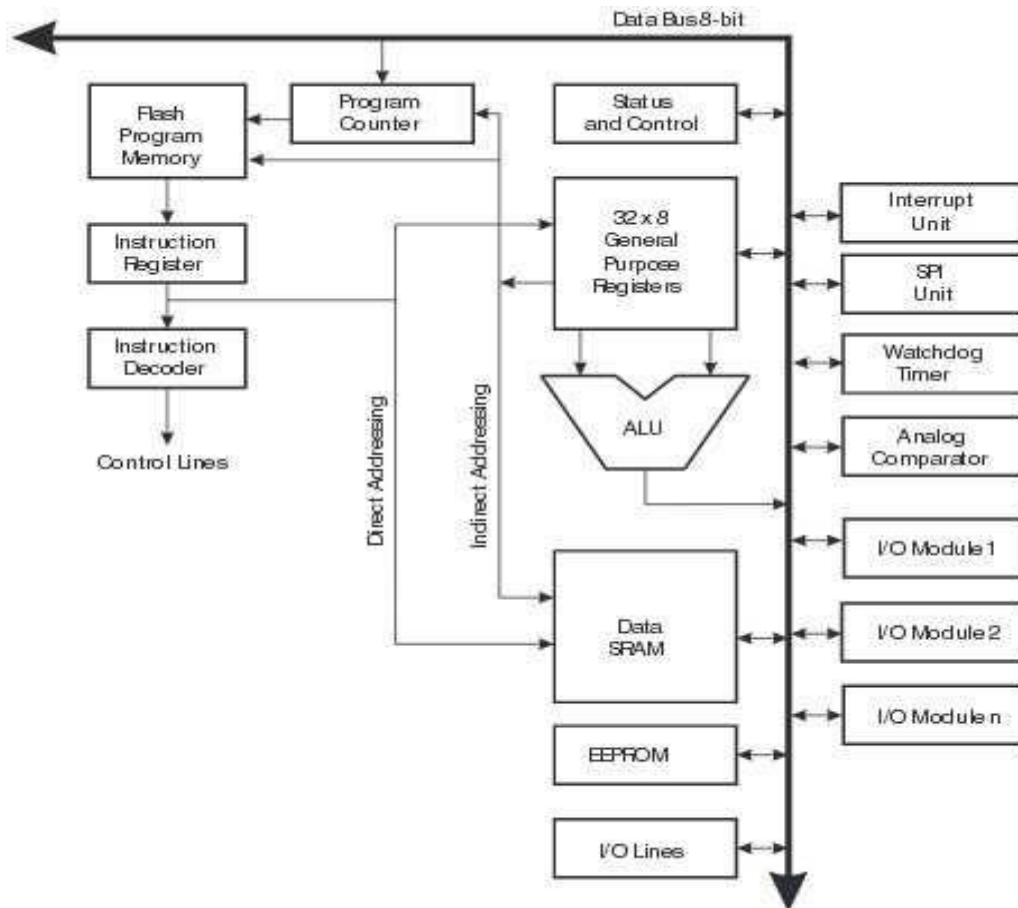 Data Bus 8-bit
Flash
Program
Memory
Program
Counter
Status
and Control
32 x 8
General
Purpose
Registers
Interrupt
Unit
Instruction
Register
SPI
Unit
Instruction
Decoder
Watchdog
Timer
ALU
Analog
Comparator
Control Lines
Direct Addressing
Indirect Addressing
I/O Module 1
Data
SRAM
I/O Module 2
I/O Module n
EEPROM
I/O Lines